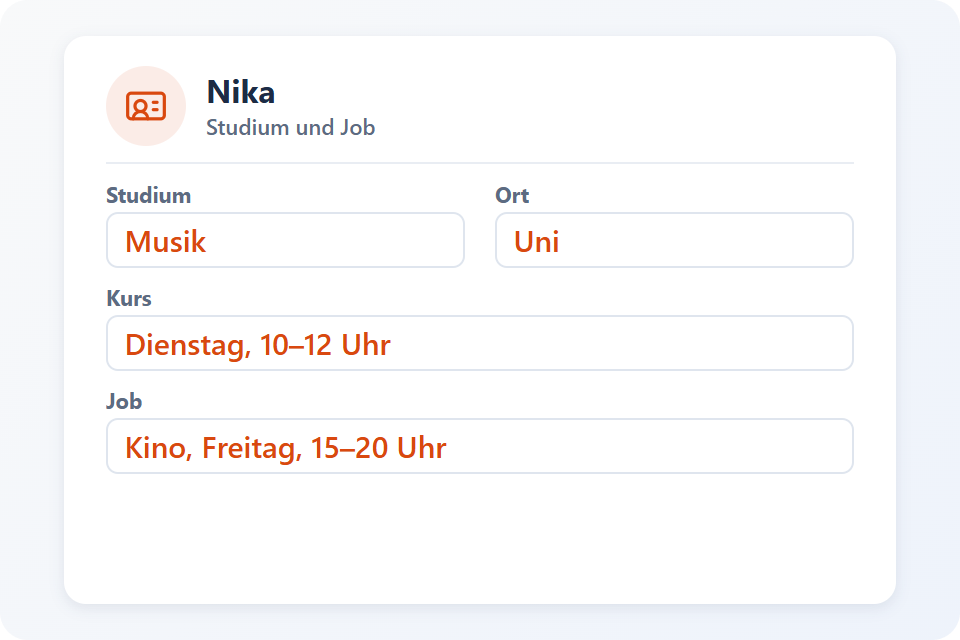 Nika
Studium und Job
Studium
Musik
Ort
Uni
Kurs
Dienstag, 10–12 Uhr
Job
Kino, Freitag, 15–20 Uhr